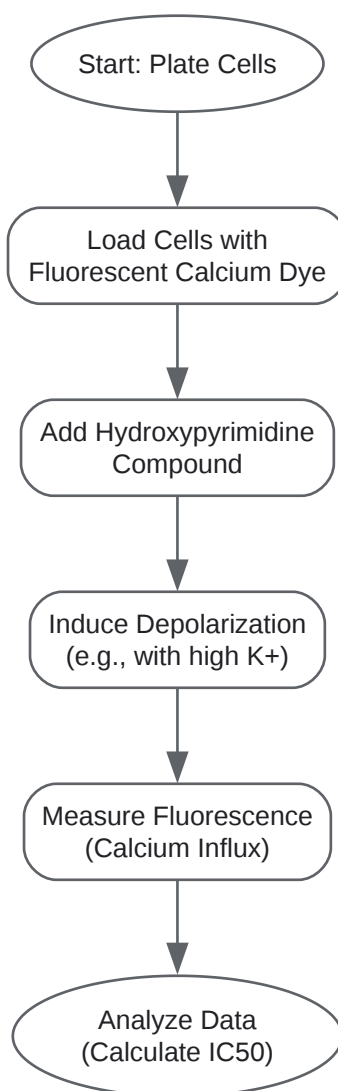 Start: Plate Cells
Load Cells with
Fluorescent Calcium Dye
Add Hydroxypyrimidine
Compound
Induce Depolarization
(e.g., with high K+)
Measure Fluorescence
(Calcium Influx)
Analyze Data
(Calculate IC50)